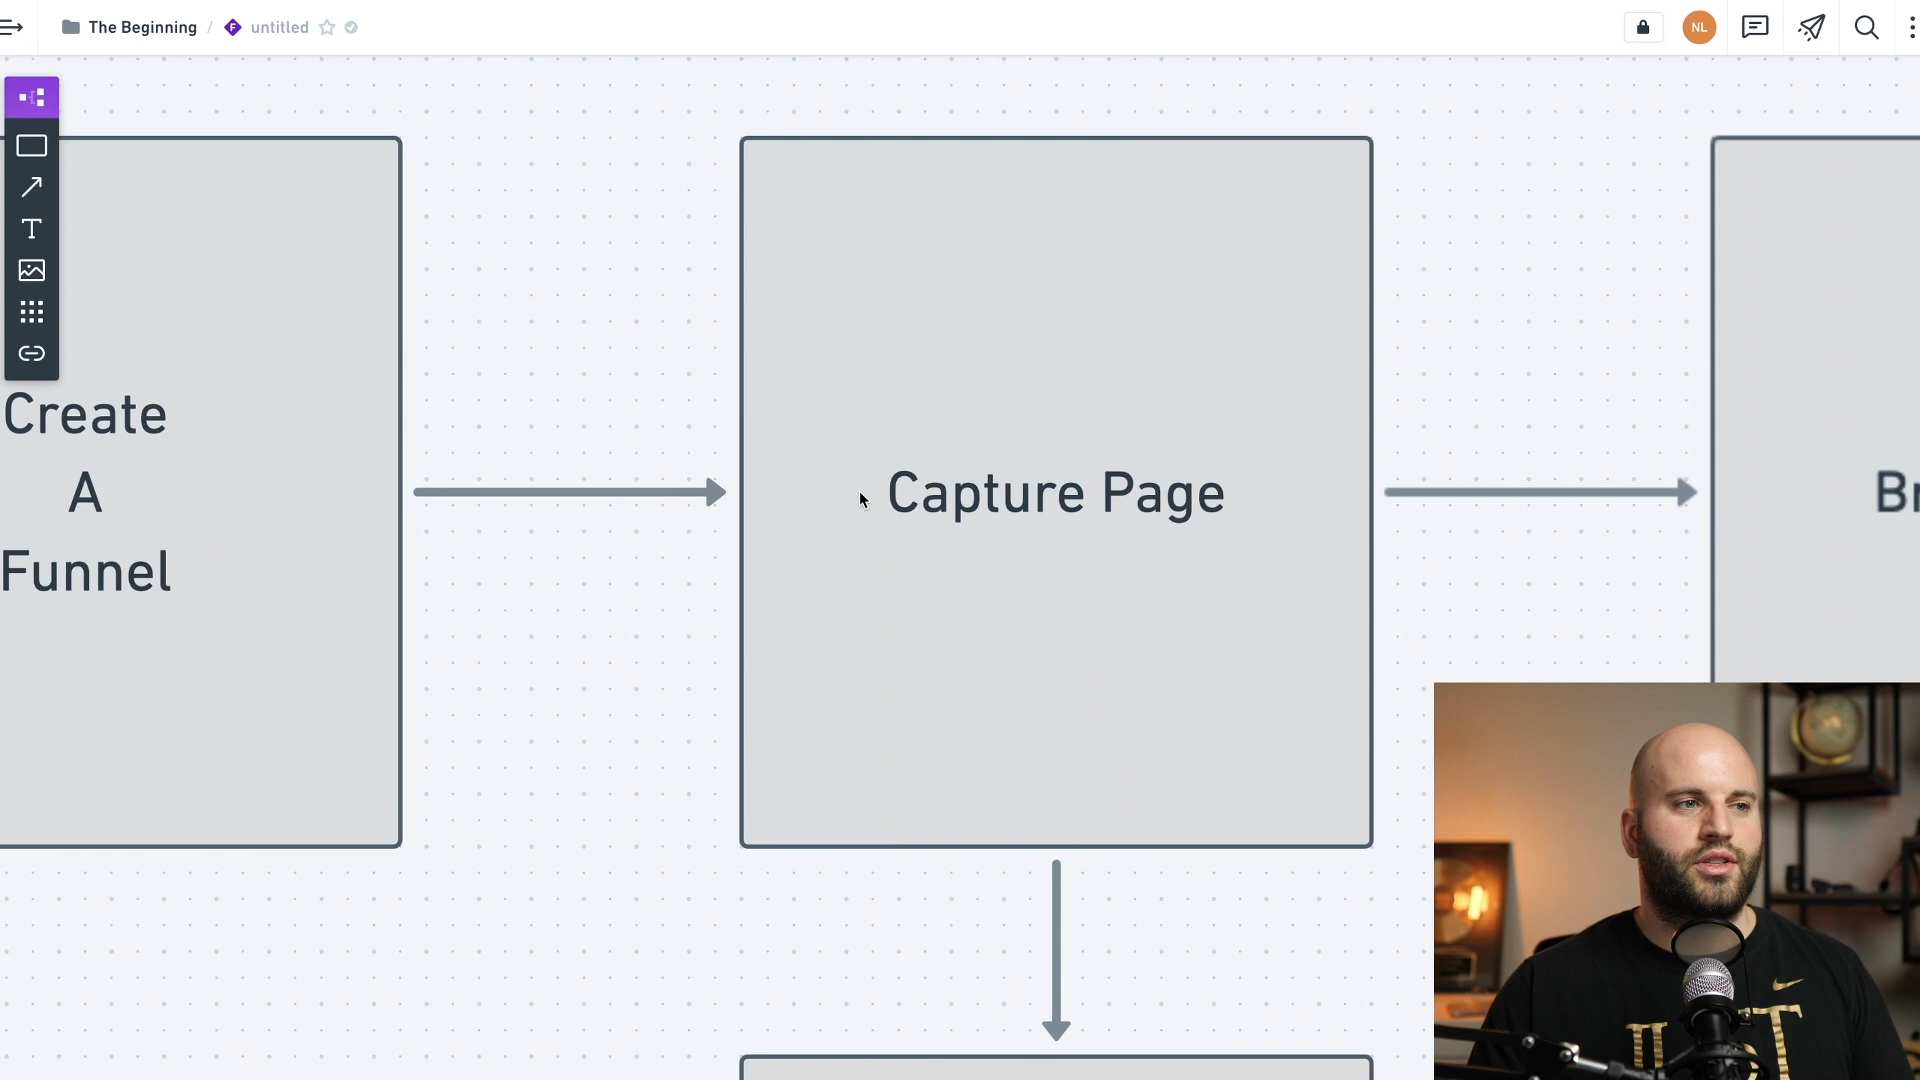 The Beginning / untitled
NL
Create
A
Funnel
Capture Page
Br